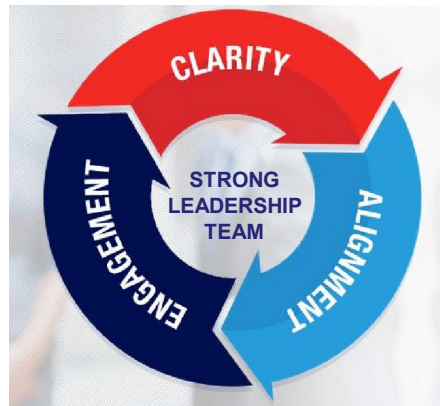 CLARITY
STRONG
LEADERSHIP
TEAM
ALIGNMENT
ENGAGEMENT